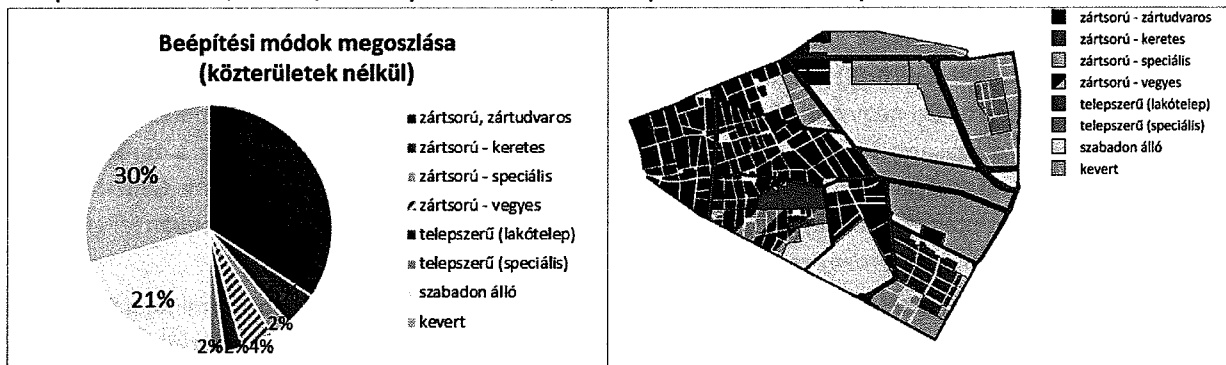 Beépítési módok megoszlása
(közterületek nélkül)
30%
21%
2%
2%
4%
2%
zártsorú, zártudvaros
zártsorú - keretes
zártsorú - speciális
zártsorú - vegyes
telepszerű (lakótelep)
telepszerű (speciális)
szabadon álló
kevert
zártsorú - zártudvaros
zártsorú - keretes
zártsorú - speciális
zártsorú - vegyes
telepszerű (lakótelep)
telepszerű (speciális)
szabadon álló
kevert